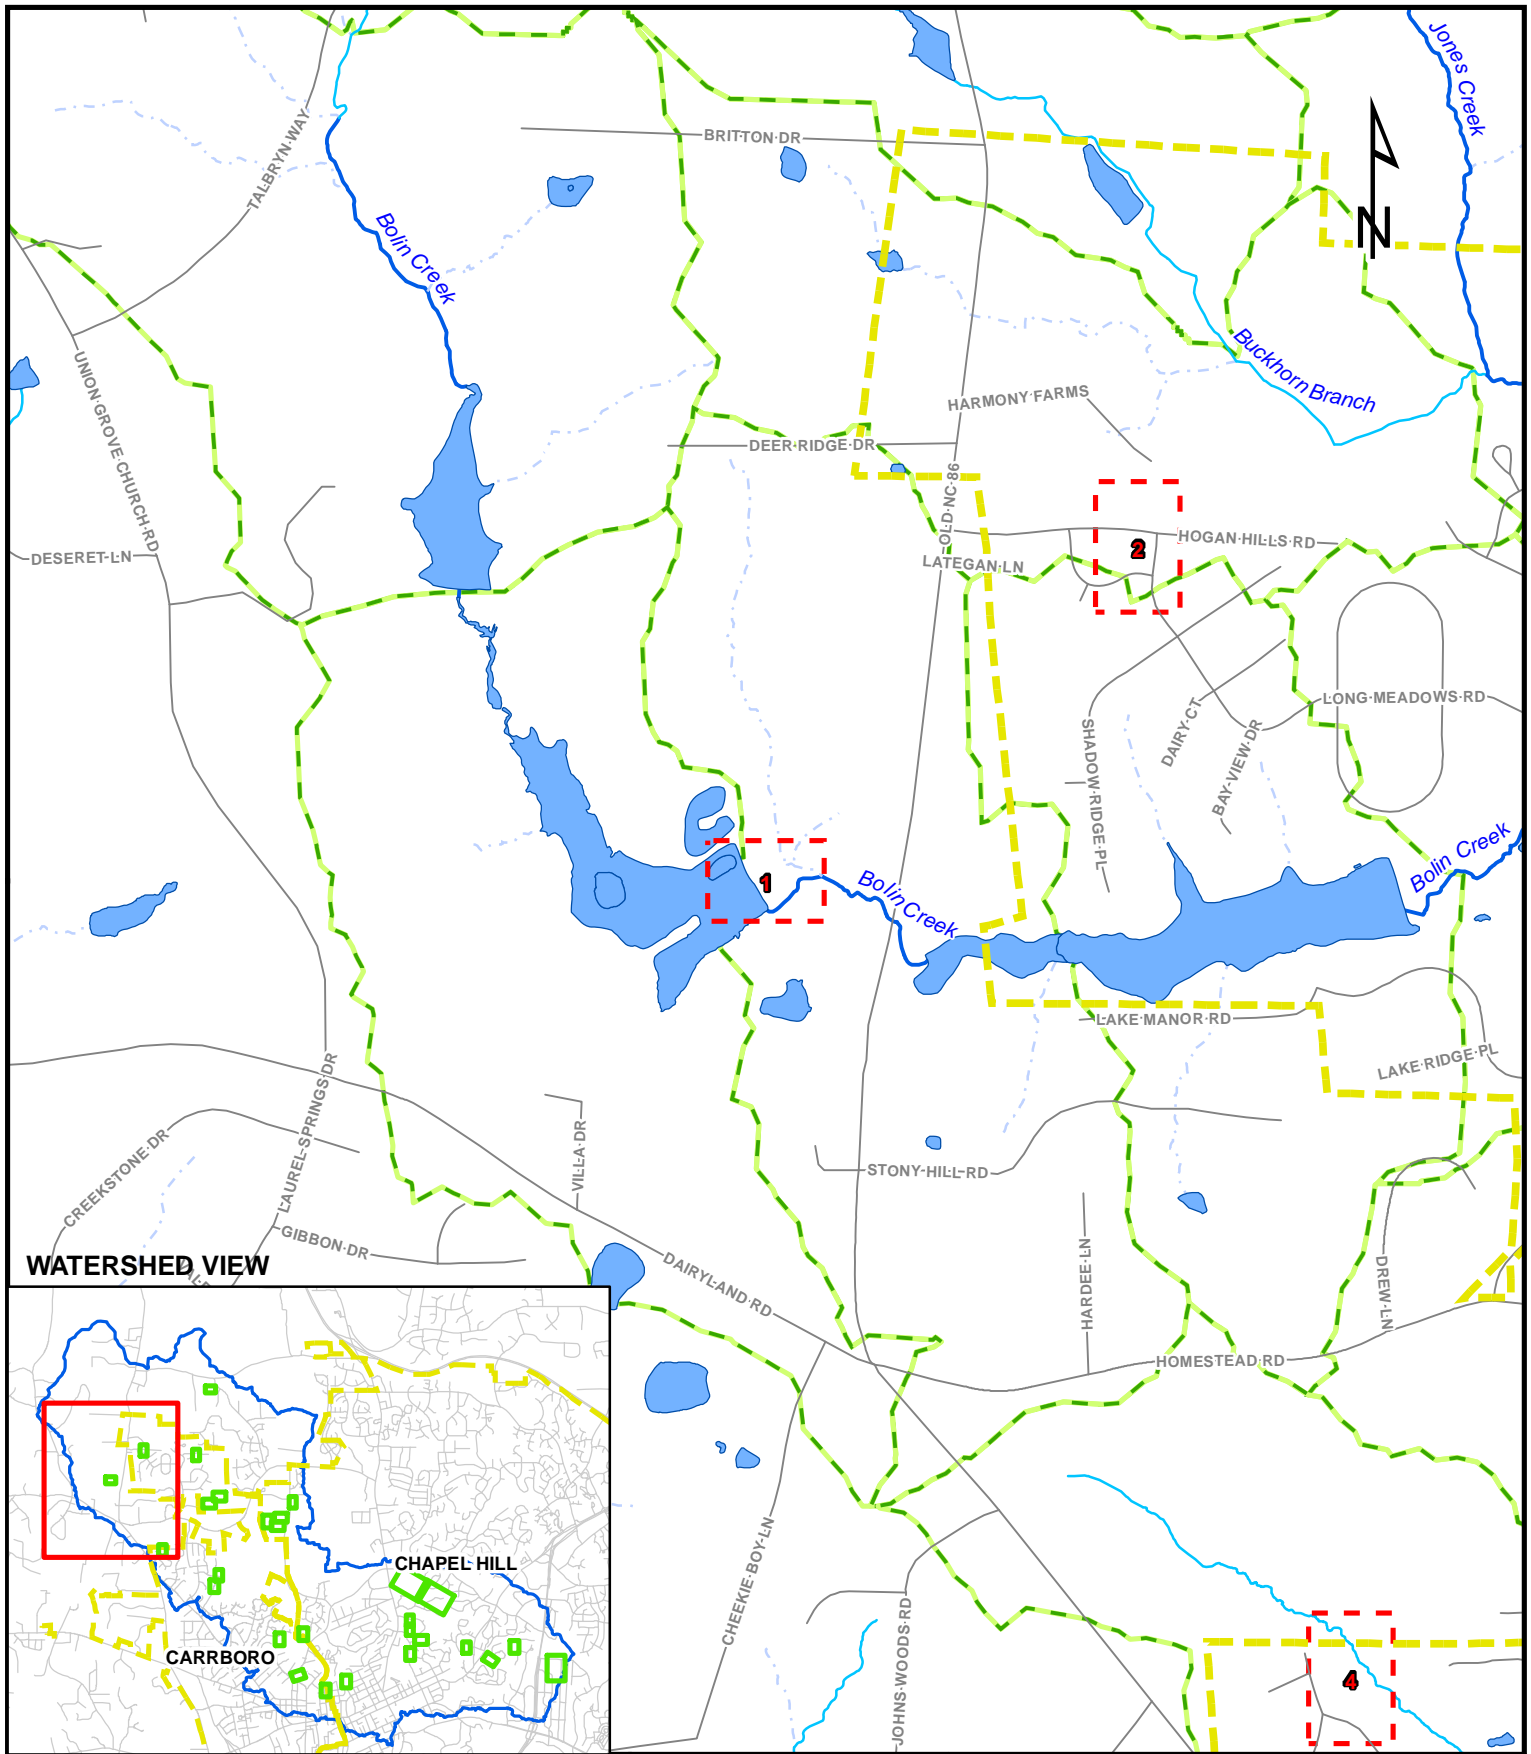 Jones Creek
BRITTON DR
TALBRYN WAY
N
Bolin Creek
Buckhorn Branch
UNION GROVE CHURCH RD
HARMONY FARMS
DEER RIDGE DR
OLD NC 86
2
HOGAN HILLS RD
DESERET LN
LATEGAN LN
LONG MEADOWS RD
SHADOW RIDGE PL
DAIRY CT
BAY VIEW DR
1
Bolin Creek
Bolin Creek
LAKE MANOR RD
LAKE RIDGE PL
LAUREL SPRINGS DR
CREEKSTONE DR
VILLA DR
STONY HILL RD
GIBBON DR
HARDEE LN
DREW LN
DAIRYLAND RD
HOMESTEAD RD
WATERSHED VIEW
CHAPEL HILL
CARRBORO
CHEEKIE BOY LN
JOHNS WOODS RD
4